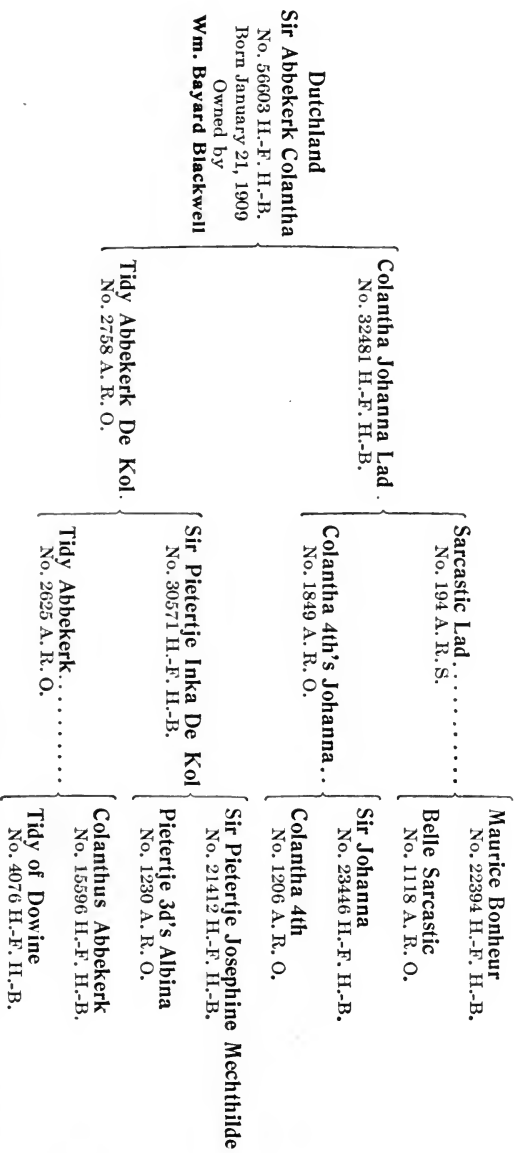 Dutchland
Sir Abbekerk Colantha
No. 56603 H.-F. H.-B.
Born January 21, 1909
Owned by
Wm. Bayard Blackwell
Colantha Johanna Lad .
No. 32481 H.-F. H.-B.
Tidy Abbekerk De Kol.
No. 2758 A. R. O.
Sarcastic Lad..........
No. 194 A. R. S.
Colantha 4th's Johanna..
No. 1849 A. R. O.
Sir Pietertje Inka De Kol
No. 30571 H.-F. H.-B.
Tidy Abbekerk.........
No. 2625 A. R. O.
Maurice Bonheur
No. 22394 H.-F. H.-B.
Belle Sarcastic
No. 1118 A. R. O.
Sir Johanna
No. 23446 H.-F. H.-B.
Colantha 4th
No. 1206 A. R. O.
Sir Pietertje Josephine Mechthilde
No. 21412 H.-F. H.-B.
Pietertje 3d's Albina
No. 1230 A. R. O.
Colanthus Abbekerk
No. 15596 H.-F. H.-B.
Tidy of Dowine
No. 4076 H.-F. H.-B.